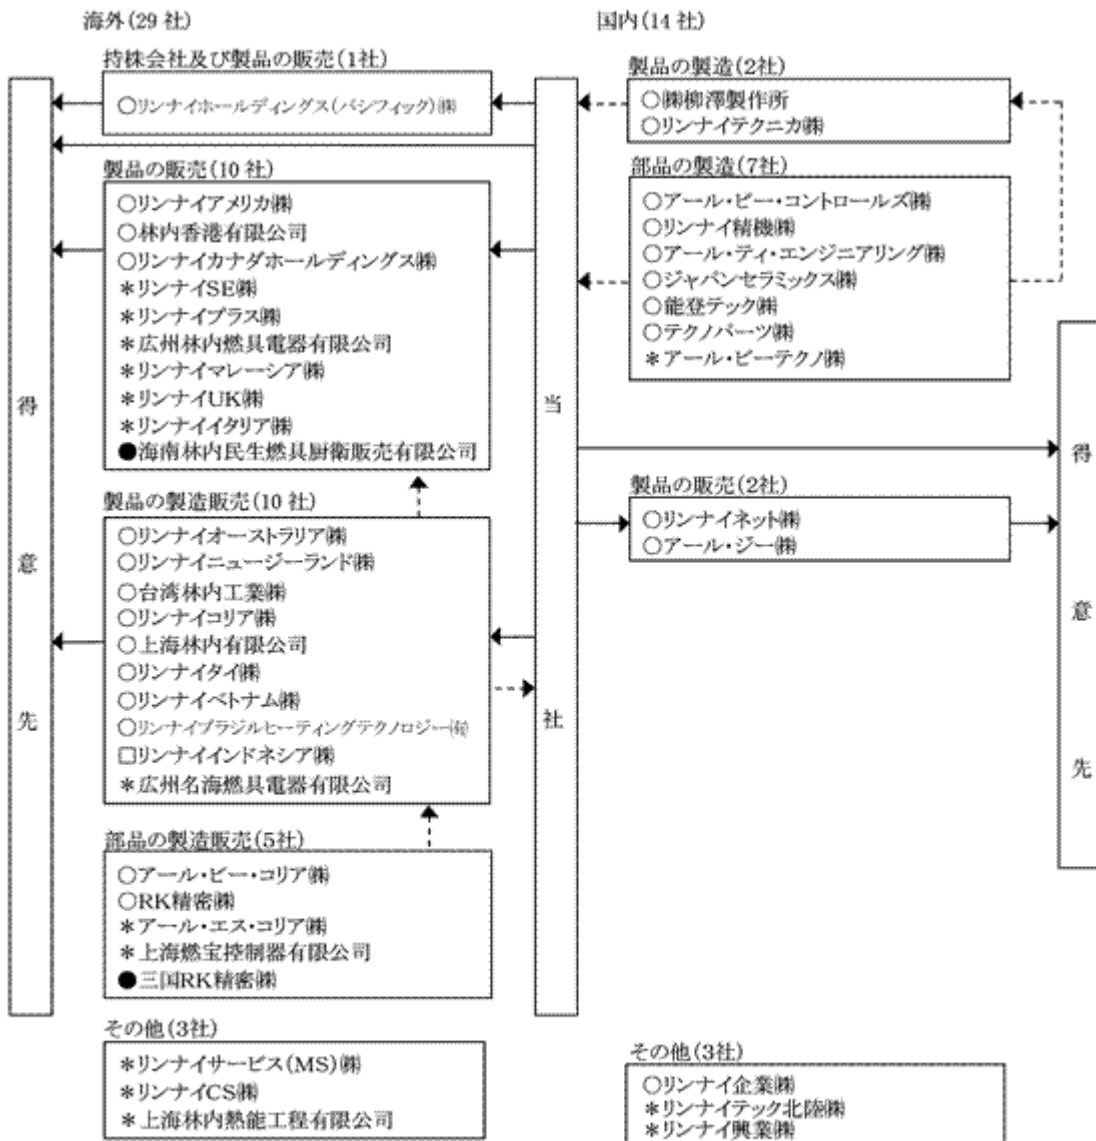 海外(29 社)
持株会社及び製品の販売(1社)
○リンナイホールディングス(パシフィック)㈱
製品の販売(10 社)
○リンナイアメリカ㈱
○林内香港有限公司
○リンナイカナダホールディングス㈱
＊リンナイSE㈱
＊リンナイプラス㈱
＊広州林内燃具電器有限公司
＊リンナイマレーシア㈱
＊リンナイUK㈱
＊リンナイイタリア㈱
●海南林内民生燃具厨衛販売有限公司
製品の製造販売(10 社)
○リンナイオーストラリア㈱
○リンナイニュージーランド㈱
○台湾林内工業㈱
○リンナイコリア㈱
○上海林内有限公司
○リンナイタイ㈱
○リンナイベトナム㈱
○リンナイブラジルヒーティングテクノロジー㈲
□リンナイインドネシア㈱
＊広州名海燃具電器有限公司
部品の製造販売(5社)
○アール・ビー・コリア㈱
○RK精密㈱
＊アール・エス・コリア㈱
＊上海燃宝控制器有限公司
●三国RK精密㈱
その他(3社)
＊リンナイサービス(MS)㈱
＊リンナイCS㈱
＊上海林内熱能工程有限公司
得意先
当社
国内(14 社)
製品の製造(2社)
○㈱柳澤製作所
○リンナイテクニカ㈱
部品の製造(7社)
○アール・ビー・コントロールズ㈱
○リンナイ精機㈱
○アール・ティ・エンジニアリング㈱
○ジャパンセラミックス㈱
○能登テック㈱
○テクノパーツ㈱
＊アール・ビーテクノ㈱
製品の販売(2社)
○リンナイネット㈱
○アール・ジー㈱
その他(3社)
○リンナイ企業㈱
＊リンナイテック北陸㈱
＊リンナイ興業㈱
得意先